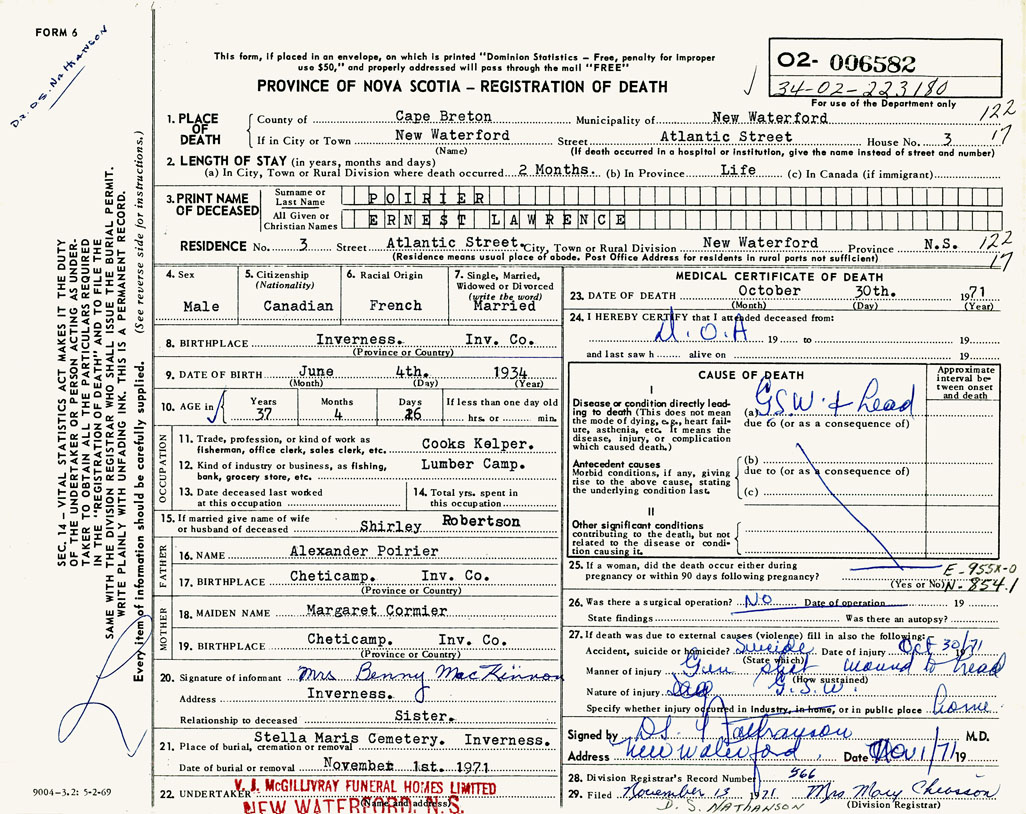 FORM 6
Dr. D.S. Nathanson
This form, if placed in an envelope, on which is printed "Dominion Statistics – Free, penalty for improper
use $50," and properly addressed will pass through the mail "FREE"
PROVINCE OF NOVA SCOTIA – REGISTRATION OF DEATH
02- 006582
34-02-223180
For use of the Department only
122
17
1. PLACE OF DEATH
County of Cape Breton Municipality of New Waterford
If in City or Town New Waterford Street Atlantic Street House No. 3
(Name) (If death occurred in a hospital or institution, give the name instead of street and number)
2. LENGTH OF STAY (in years, months and days)
(a) In City, Town or Rural Division where death occurred 2 Months. (b) In Province Life (c) In Canada (if immigrant)
3. PRINT NAME OF DECEASED
Surname or Last Name POIRIER
All Given or Christian Names ERNEST LAWRENCE
RESIDENCE No. 3 Street Atlantic Street. City, Town or Rural Division New Waterford Province N.S. 122
(Residence means usual place of abode. Post Office Address for residents in rural parts not sufficient) 17
4. Sex Male
5. Citizenship (Nationality) Canadian
6. Racial Origin French
7. Single, Married, Widowed or Divorced (write the word) Married
8. BIRTHPLACE Inverness. Inv. Co.
(Province or Country)
9. DATE OF BIRTH June 4th. 1934
(Month) (Day) (Year)
10. AGE in Years 37 Months 4 Days 26 If less than one day old hrs. or min.
OCCUPATION
11. Trade, profession, or kind of work as fisherman, office clerk, sales clerk, etc. Cooks Kelper.
12. Kind of industry or business, as fishing, bank, grocery store, etc. Lumber Camp.
13. Date deceased last worked at this occupation
14. Total yrs. spent in this occupation
15. If married give name of wife or husband of deceased Shirley Robertson
FATHER
16. NAME Alexander Poirier
17. BIRTHPLACE Cheticamp. Inv. Co.
(Province or Country)
MOTHER
18. MAIDEN NAME Margaret Cormier
19. BIRTHPLACE Cheticamp. Inv. Co.
(Province or Country)
20. Signature of informant Mrs Benny MacKinnon
Address Inverness.
Relationship to deceased Sister.
21. Place of burial, cremation or removal Stella Maris Cemetery. Inverness.
Date of burial or removal November 1st. 1971
22. UNDERTAKER V. J. McGILLIVRAY FUNERAL HOMES LIMITED
(Name and address) NEW WATERFORD, N.S.
MEDICAL CERTIFICATE OF DEATH
23. DATE OF DEATH October 30th. 1971
(Month) (Day) (Year)
24. I HEREBY CERTIFY that I attended deceased from:
D.O.A 19 to 19
and last saw h alive on 19
CAUSE OF DEATH
Approximate interval between onset and death
I
Disease or condition directly leading to death (This does not mean the mode of dying, e.g., heart failure, asthenia, etc. It means the disease, injury, or complication which caused death.)
(a) G.S.W. head
due to (or as a consequence of)
Antecedent causes
Morbid conditions, if any, giving rise to the above cause, stating the underlying condition last.
(b)
due to (or as a consequence of)
(c)
II
Other significant conditions
contributing to the death, but not related to the disease or condition causing it.
25. If a woman, did the death occur either during pregnancy or within 90 days following pregnancy?
(Yes or No)
E-955X-0
N-854.1
26. Was there a surgical operation? NO Date of operation 19
State findings Was there an autopsy?
27. If death was due to external causes (violence) fill in also the following:
Accident, suicide or homicide? Suicide Date of injury Oct 30/71 19
(State which)
Manner of injury Gun shot wound to head
(How sustained)
Nature of injury G.S.W.
Specify whether injury occurred in industry, in home, or in public place home
Signed by D.S. Nathanson M.D.
Address New Waterford Date Nov 1/71 19
28. Division Registrar's Record Number 566
29. Filed November 13 1971 Mrs Mary Cheosson
(Division Registrar)
D. S. NATHANSON
SEC. 14 – VITAL STATISTICS ACT MAKES IT THE DUTY
OF THE UNDERTAKER OR PERSON ACTING AS UNDER-
TAKER TO OBTAIN ALL THE PARTICULARS REQUIRED
IN THE "REGISTRATION OF DEATH" AND TO FILE THE
SAME WITH THE DIVISION REGISTRAR WHO SHALL ISSUE THE BURIAL PERMIT.
WRITE PLAINLY WITH UNFADING INK. THIS IS A PERMANENT RECORD.
Every item of information should be carefully supplied. (See reverse side for instructions.)
9004-3.2: 5-2-69